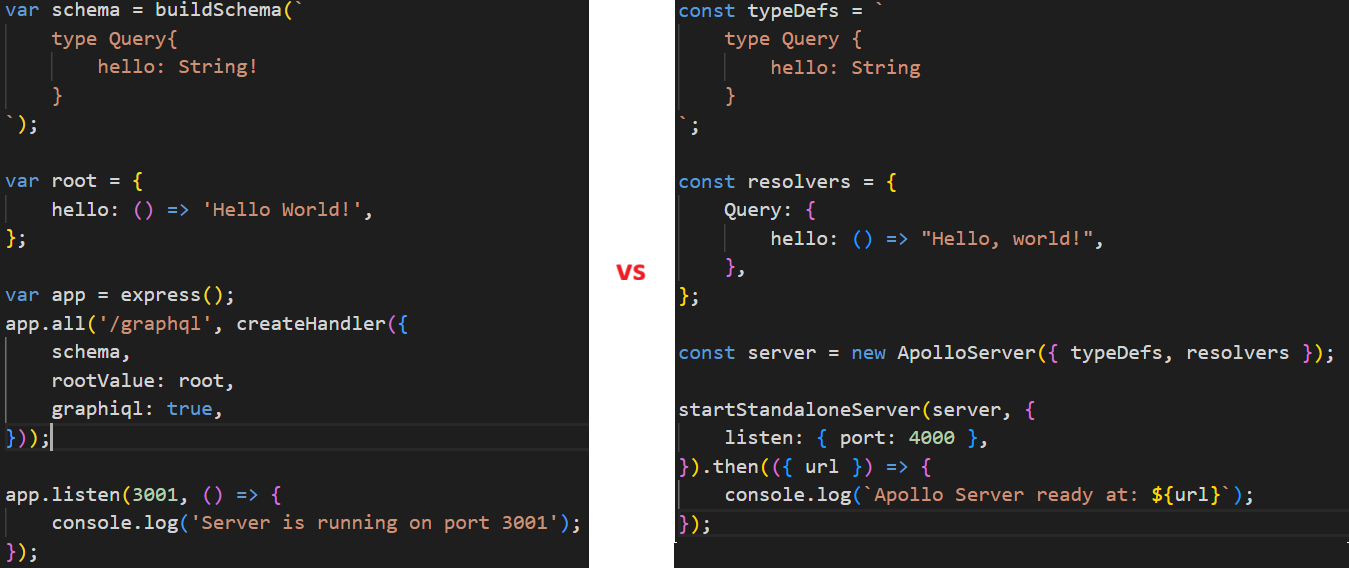 var schema = buildSchema(`
    type Query{
        hello: String!
    }
`);

var root = {
    hello: () => 'Hello World!',
};

var app = express();
app.all('/graphql', createHandler({
    schema,
    rootValue: root,
    graphiql: true,
}));

app.listen(3001, () => {
    console.log('Server is running on port 3001');
});

vs

const typeDefs = `
    type Query {
        hello: String
    }
`;

const resolvers = {
    Query: {
        hello: () => "Hello, world!",
    },
};

const server = new ApolloServer({ typeDefs, resolvers });

startStandaloneServer(server, {
    listen: { port: 4000 },
}).then(({ url }) => {
    console.log(`Apollo Server ready at: ${url}`);
});